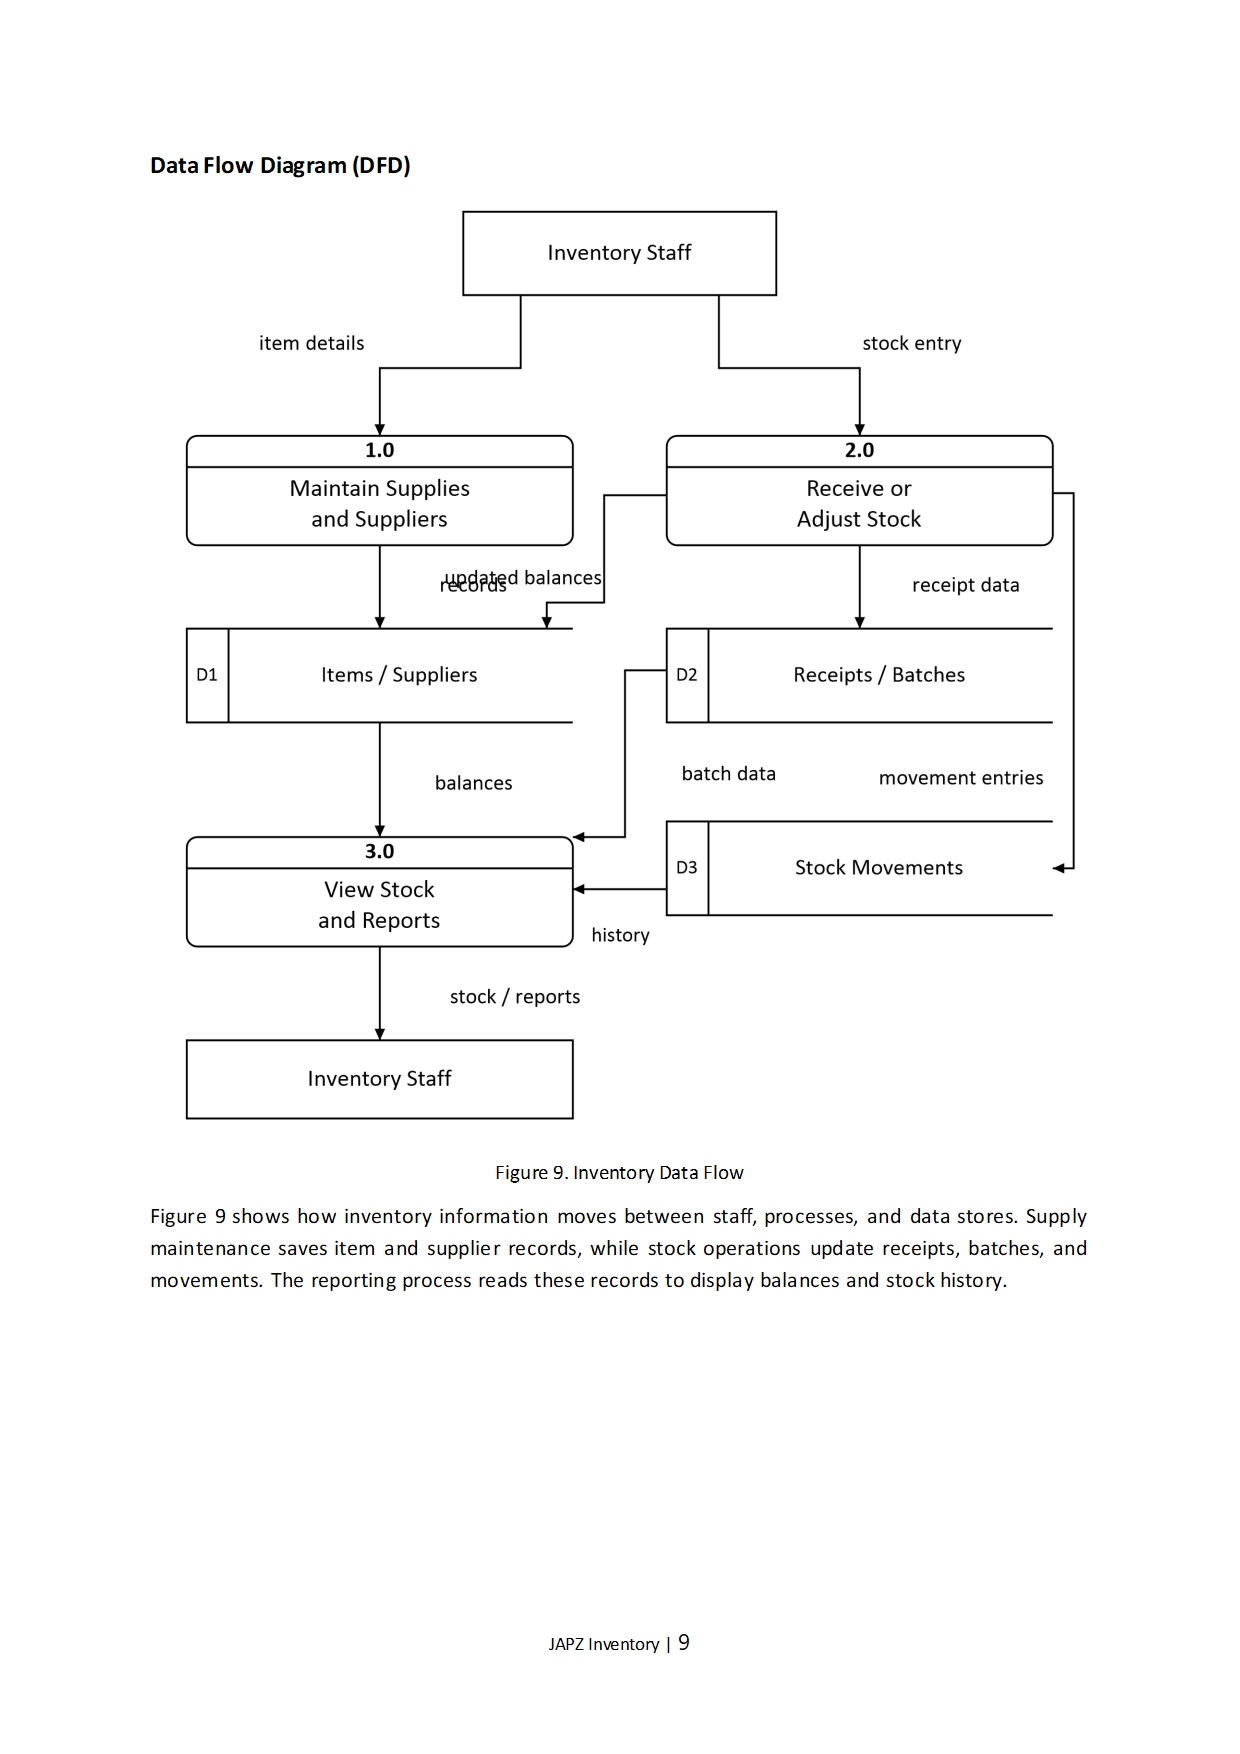 Data Flow Diagram (DFD)
Inventory Staff
item details
stock entry
1.0
Maintain Supplies
and Suppliers
2.0
Receive or
Adjust Stock
updated balances
records
receipt data
D1
Items / Suppliers
D2
Receipts / Batches
balances
batch data
movement entries
3.0
View Stock
and Reports
D3
Stock Movements
history
stock / reports
Inventory Staff
Figure 9. Inventory Data Flow
Figure 9 shows how inventory information moves between staff, processes, and data stores. Supply
maintenance saves item and supplier records, while stock operations update receipts, batches, and
movements. The reporting process reads these records to display balances and stock history.
JAPZ Inventory | 9